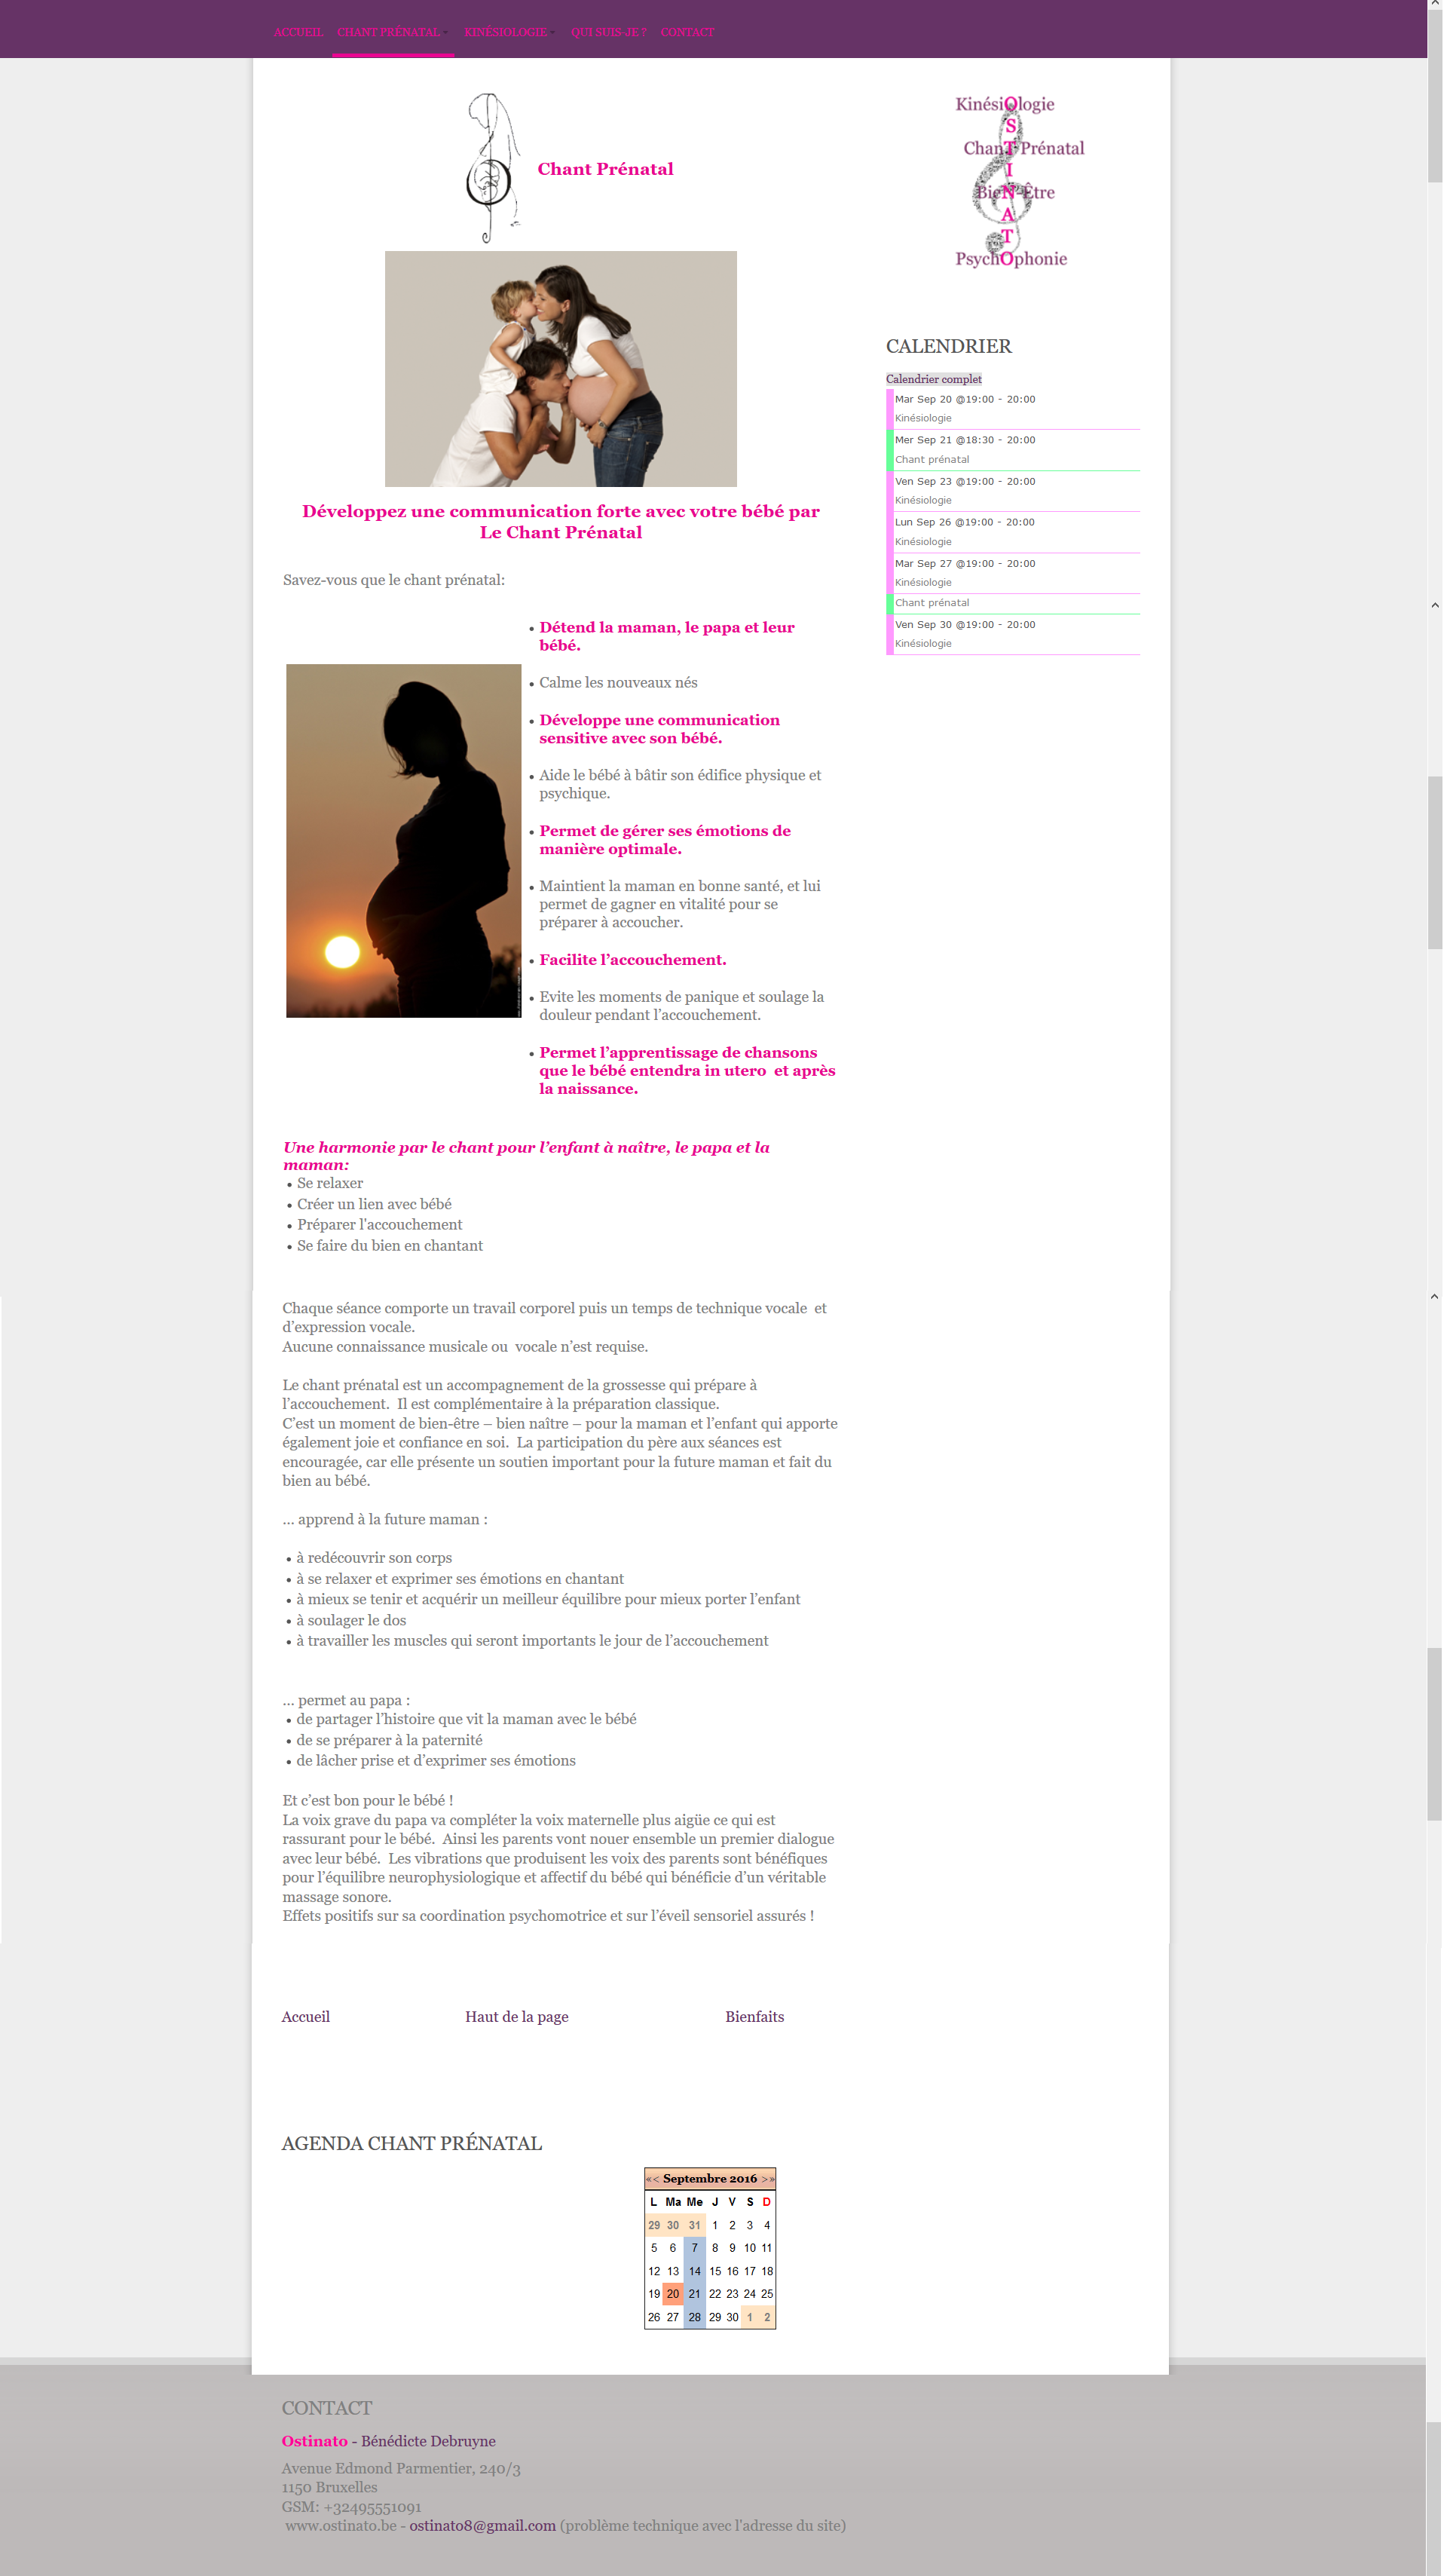 ACCUEIL CHANT PRÉNATAL KINÉSIOLOGIE QUI SUIS-JE ? CONTACT
Chant Prénatal
Développez une communication forte avec votre bébé par
Le Chant Prénatal
Savez-vous que le chant prénatal:
• Détend la maman, le papa et leur
bébé.
• Calme les nouveaux nés
• Développe une communication
sensitive avec son bébé.
• Aide le bébé à bâtir son édifice physique et
psychique.
• Permet de gérer ses émotions de
manière optimale.
• Maintient la maman en bonne santé, et lui
permet de gagner en vitalité pour se
préparer à accoucher.
• Facilite l’accouchement.
• Evite les moments de panique et soulage la
douleur pendant l’accouchement.
• Permet l’apprentissage de chansons
que le bébé entendra in utero  et après
la naissance.
Une harmonie par le chant pour l’enfant à naître, le papa et la
maman:
• Se relaxer
• Créer un lien avec bébé
• Préparer l'accouchement
• Se faire du bien en chantant
Chaque séance comporte un travail corporel puis un temps de technique vocale  et
d’expression vocale.
Aucune connaissance musicale ou  vocale n’est requise.
Le chant prénatal est un accompagnement de la grossesse qui prépare à
l’accouchement.  Il est complémentaire à la préparation classique.
C’est un moment de bien-être – bien naître – pour la maman et l’enfant qui apporte
également joie et confiance en soi.  La participation du père aux séances est
encouragée, car elle présente un soutien important pour la future maman et fait du
bien au bébé.
... apprend à la future maman :
• à redécouvrir son corps
• à se relaxer et exprimer ses émotions en chantant
• à mieux se tenir et acquérir un meilleur équilibre pour mieux porter l’enfant
• à soulager le dos
• à travailler les muscles qui seront importants le jour de l’accouchement
... permet au papa :
• de partager l’histoire que vit la maman avec le bébé
• de se préparer à la paternité
• de lâcher prise et d’exprimer ses émotions
Et c’est bon pour le bébé !
La voix grave du papa va compléter la voix maternelle plus aigüe ce qui est
rassurant pour le bébé.  Ainsi les parents vont nouer ensemble un premier dialogue
avec leur bébé.  Les vibrations que produisent les voix des parents sont bénéfiques
pour l’équilibre neurophysiologique et affectif du bébé qui bénéficie d’un véritable
massage sonore.
Effets positifs sur sa coordination psychomotrice et sur l’éveil sensoriel assurés !
Accueil Haut de la page Bienfaits
Kinésiologie
Chant Prénatal
Bien-Être
PsychOphonie
OSTINATO
CALENDRIER
Calendrier complet
Mar Sep 20 @19:00 - 20:00
Kinésiologie
Mer Sep 21 @18:30 - 20:00
Chant prénatal
Ven Sep 23 @19:00 - 20:00
Kinésiologie
Lun Sep 26 @19:00 - 20:00
Kinésiologie
Mar Sep 27 @19:00 - 20:00
Kinésiologie
Chant prénatal
Ven Sep 30 @19:00 - 20:00
Kinésiologie
AGENDA CHANT PRÉNATAL
«< Septembre 2016 >»
L Ma Me J V S D
29 30 31 1 2 3 4
5 6 7 8 9 10 11
12 13 14 15 16 17 18
19 20 21 22 23 24 25
26 27 28 29 30 1 2
CONTACT
Ostinato - Bénédicte Debruyne
Avenue Edmond Parmentier, 240/3
1150 Bruxelles
GSM: +32495551091
www.ostinato.be - ostinato8@gmail.com (problème technique avec l'adresse du site)